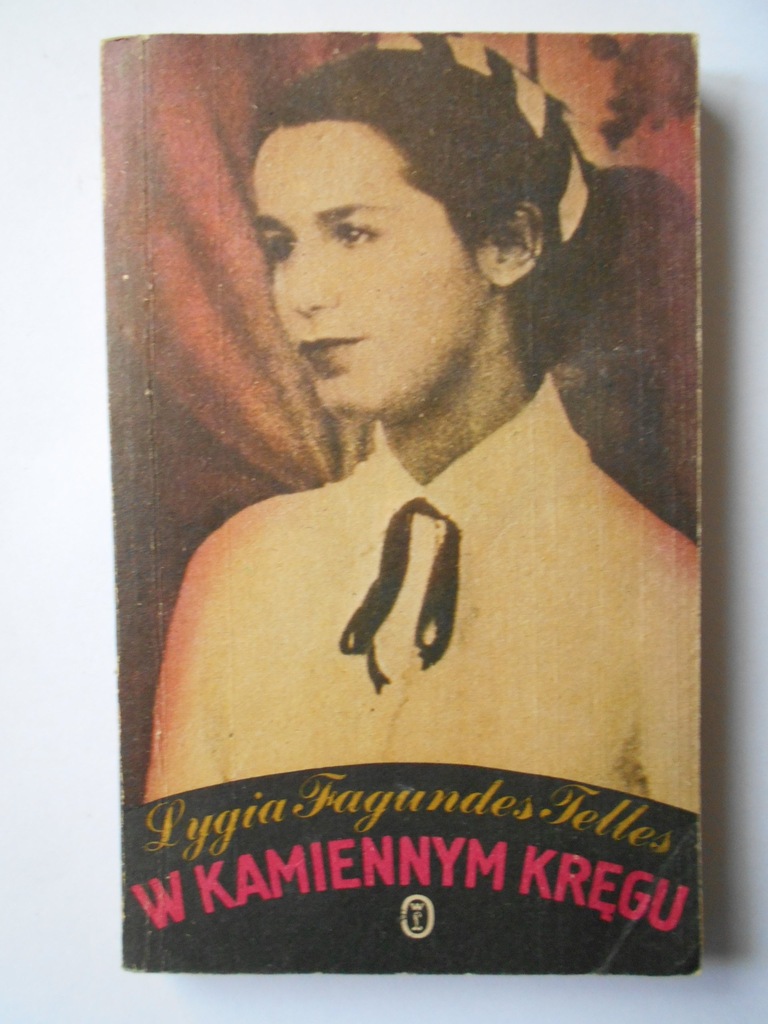 Lygia Fagundes Telles
W KAMIENNYM KRĘGU